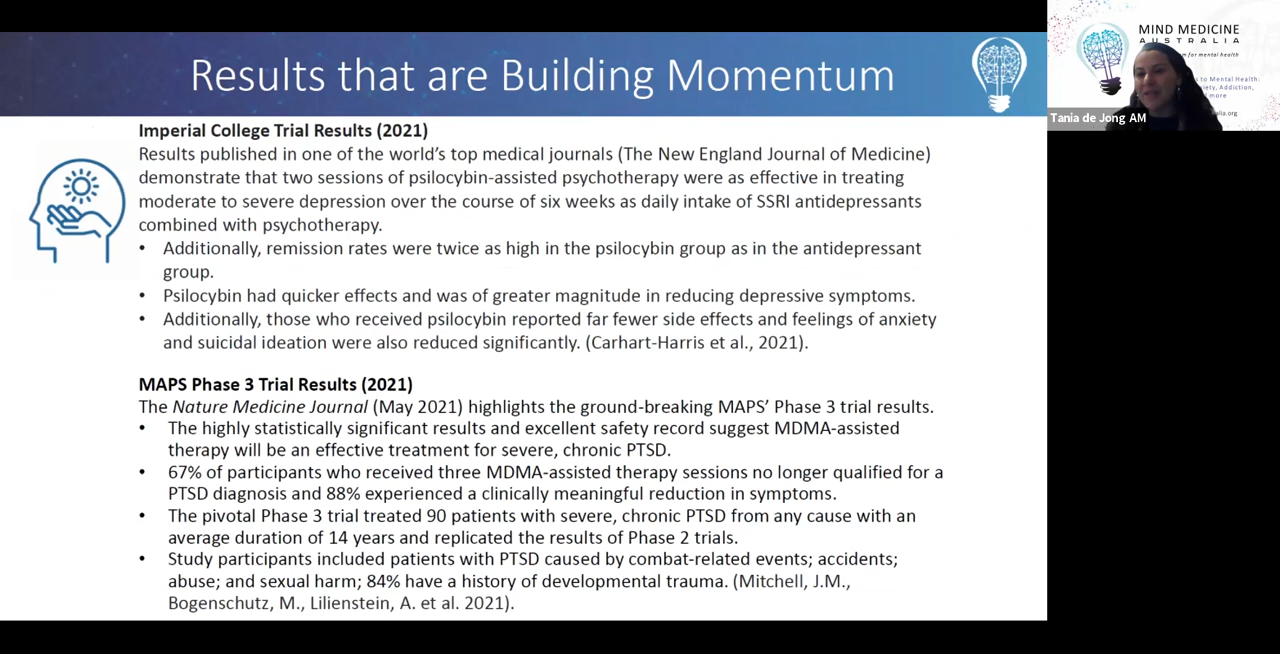 Results that are Building Momentum
Imperial College Trial Results (2021)
Results published in one of the world's top medical journals (The New England Journal of Medicine)
demonstrate that two sessions of psilocybin-assisted psychotherapy were as effective in treating
moderate to severe depression over the course of six weeks as daily intake of SSRI antidepressants
combined with psychotherapy.
• Additionally, remission rates were twice as high in the psilocybin group as in the antidepressant
group.
• Psilocybin had quicker effects and was of greater magnitude in reducing depressive symptoms.
• Additionally, those who received psilocybin reported far fewer side effects and feelings of anxiety
and suicidal ideation were also reduced significantly. (Carhart-Harris et al., 2021).
MAPS Phase 3 Trial Results (2021)
The Nature Medicine Journal (May 2021) highlights the ground-breaking MAPS' Phase 3 trial results.
• The highly statistically significant results and excellent safety record suggest MDMA-assisted
therapy will be an effective treatment for severe, chronic PTSD.
• 67% of participants who received three MDMA-assisted therapy sessions no longer qualified for a
PTSD diagnosis and 88% experienced a clinically meaningful reduction in symptoms.
• The pivotal Phase 3 trial treated 90 patients with severe, chronic PTSD from any cause with an
average duration of 14 years and replicated the results of Phase 2 trials.
• Study participants included patients with PTSD caused by combat-related events; accidents;
abuse; and sexual harm; 84% have a history of developmental trauma. (Mitchell, J.M.,
Bogenschutz, M., Lilienstein, A. et al. 2021).
MIND MEDICINE
AUSTRALIA
for mental health
to Mental Health:
Addiction,
more
Tania de Jong AM